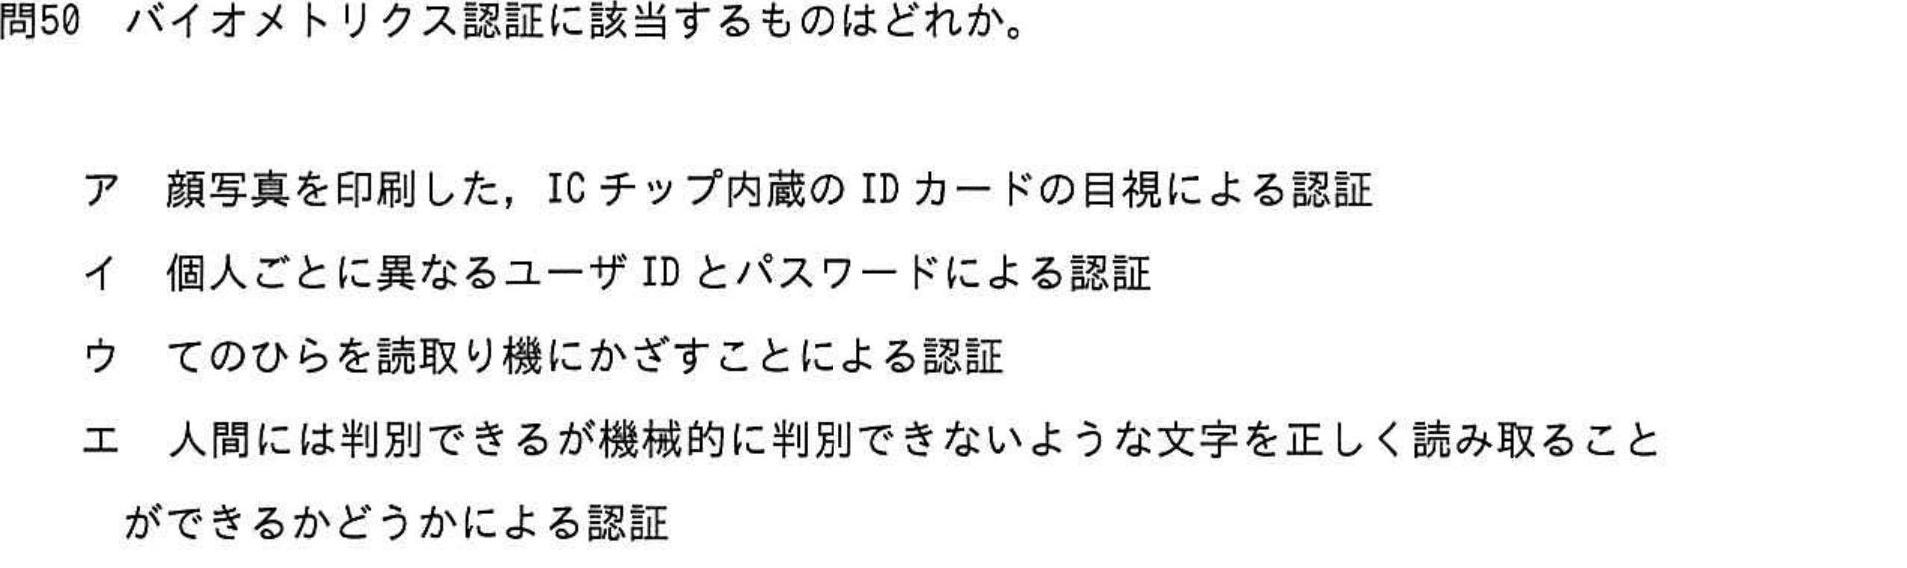 問50　バイオメトリクス認証に該当するものはどれか。
ア　顔写真を印刷した，ICチップ内蔵のIDカードの目視による認証
イ　個人ごとに異なるユーザIDとパスワードによる認証
ウ　てのひらを読取り機にかざすことによる認証
エ　人間には判別できるが機械的に判別できないような文字を正しく読み取ること
ができるかどうかによる認証